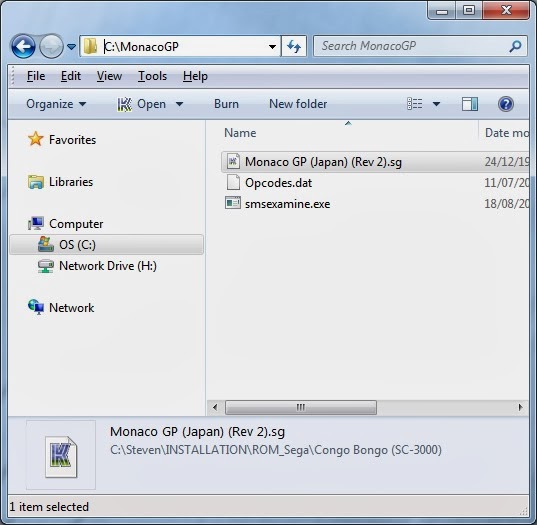 C:\MonacoGP
Search MonacoGP
File Edit View Tools Help
Organize Open Burn New folder
Favorites
Libraries
Computer
OS (C:)
Network Drive (H:)
Network
Name Date mo
Monaco GP (Japan) (Rev 2).sg 24/12/19
Opcodes.dat 11/07/20
smsexamine.exe 18/08/20
Monaco GP (Japan) (Rev 2).sg
C:\Steven\INSTALLATION\ROM_Sega\Congo Bongo (SC-3000)
1 item selected